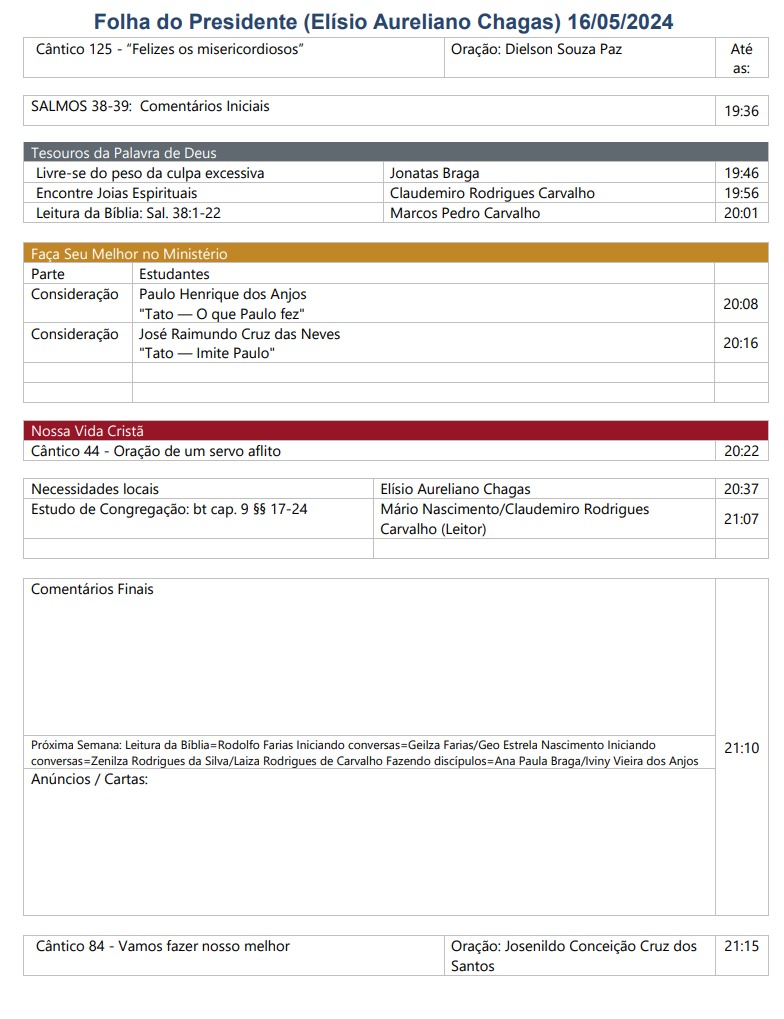 Folha do Presidente (Elísio Aureliano Chagas) 16/05/2024
Cântico 125 - “Felizes os misericordiosos” Oração: Dielson Souza Paz Até
as:
SALMOS 38-39:  Comentários Iniciais 19:36
Tesouros da Palavra de Deus
Livre-se do peso da culpa excessiva Jonatas Braga 19:46
Encontre Joias Espirituais Claudemiro Rodrigues Carvalho 19:56
Leitura da Bíblia: Sal. 38:1-22 Marcos Pedro Carvalho 20:01
Faça Seu Melhor no Ministério
Parte Estudantes
Consideração Paulo Henrique dos Anjos
"Tato — O que Paulo fez" 20:08
Consideração José Raimundo Cruz das Neves
"Tato — Imite Paulo" 20:16
Nossa Vida Cristã
Cântico 44 - Oração de um servo aflito 20:22
Necessidades locais Elísio Aureliano Chagas 20:37
Estudo de Congregação: bt cap. 9 §§ 17-24 Mário Nascimento/Claudemiro Rodrigues
Carvalho (Leitor) 21:07
Comentários Finais
Próxima Semana: Leitura da Bíblia=Rodolfo Farias Iniciando conversas=Geilza Farias/Geo Estrela Nascimento Iniciando
conversas=Zenilza Rodrigues da Silva/Laiza Rodrigues de Carvalho Fazendo discípulos=Ana Paula Braga/Iviny Vieira dos Anjos
21:10
Anúncios / Cartas:
Cântico 84 - Vamos fazer nosso melhor Oração: Josenildo Conceição Cruz dos 21:15
Santos